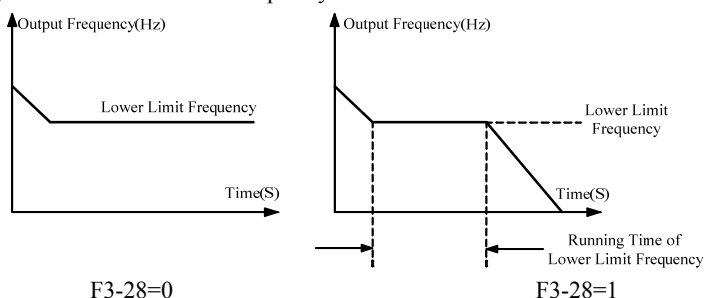 Output Frequency(Hz)
Lower Limit Frequency
Time(S)
F3-28=0
Output Frequency(Hz)
Lower Limit
Frequency
Time(S)
Running Time of
Lower Limit Frequency
F3-28=1